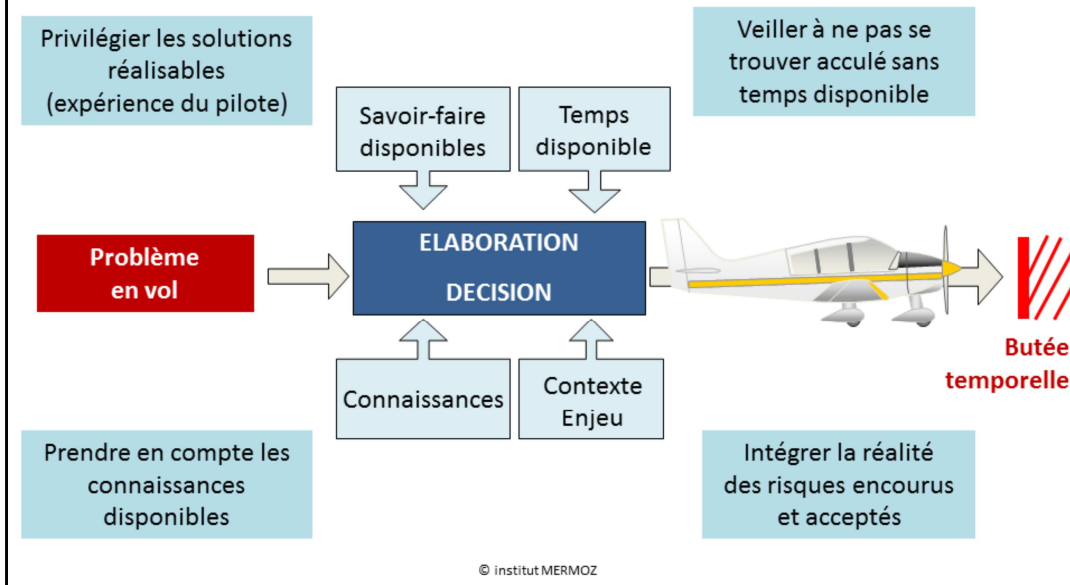 Privilégier les solutions
réalisables
(expérience du pilote)
Savoir-faire
disponibles
Temps
disponible
Veiller à ne pas se
trouver acculé sans
temps disponible
Problème
en vol
ELABORATION
DECISION
Butée
temporelle
Connaissances
Contexte
Enjeu
Prendre en compte les
connaissances
disponibles
Intégrer la réalité
des risques encourus
et acceptés
© institut MERMOZ